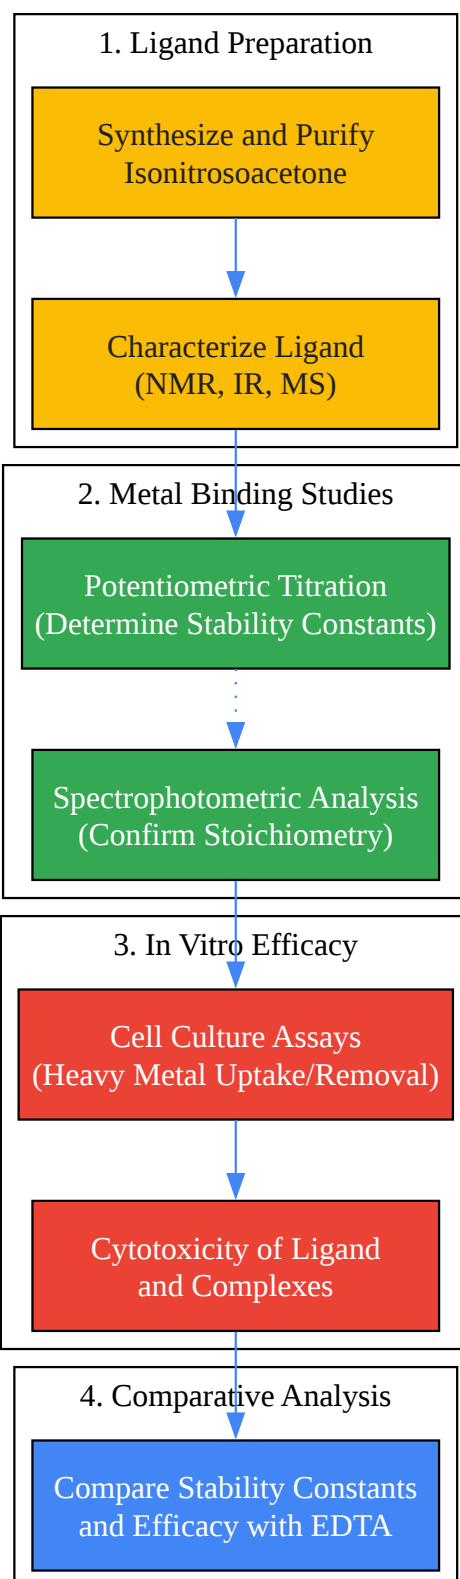 1. Ligand Preparation
Synthesize and Purify
Isonitrosoacetone
Characterize Ligand
(NMR, IR, MS)
2. Metal Binding Studies
Potentiometric Titration
(Determine Stability Constants)
Spectrophotometric Analysis
(Confirm Stoichiometry)
3. In Vitro Efficacy
Cell Culture Assays
(Heavy Metal Uptake/Removal)
Cytotoxicity of Ligand
and Complexes
4. Comparative Analysis
Compare Stability Constants
and Efficacy with EDTA